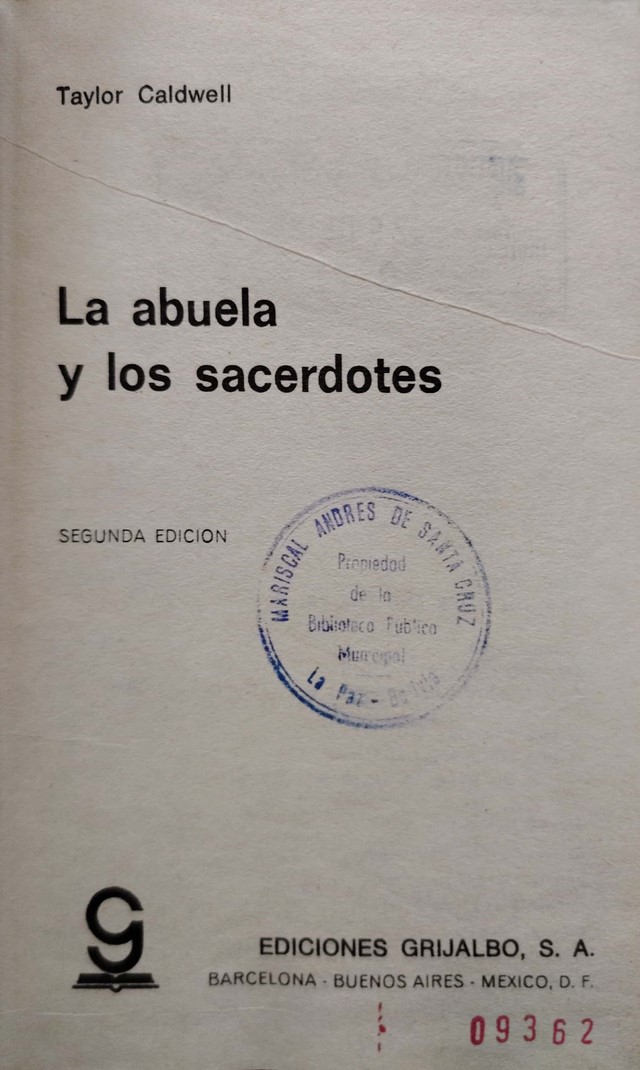 Taylor Caldwell
La abuela
y los sacerdotes
SEGUNDA EDICION
MARISCAL ANDRES DE SANTA CRUZ
Propiedad
de la
Biblioteca Publica
Municipal
La Paz - Bolivia
EDICIONES GRIJALBO, S. A.
BARCELONA - BUENOS AIRES - MEXICO, D. F.
09362